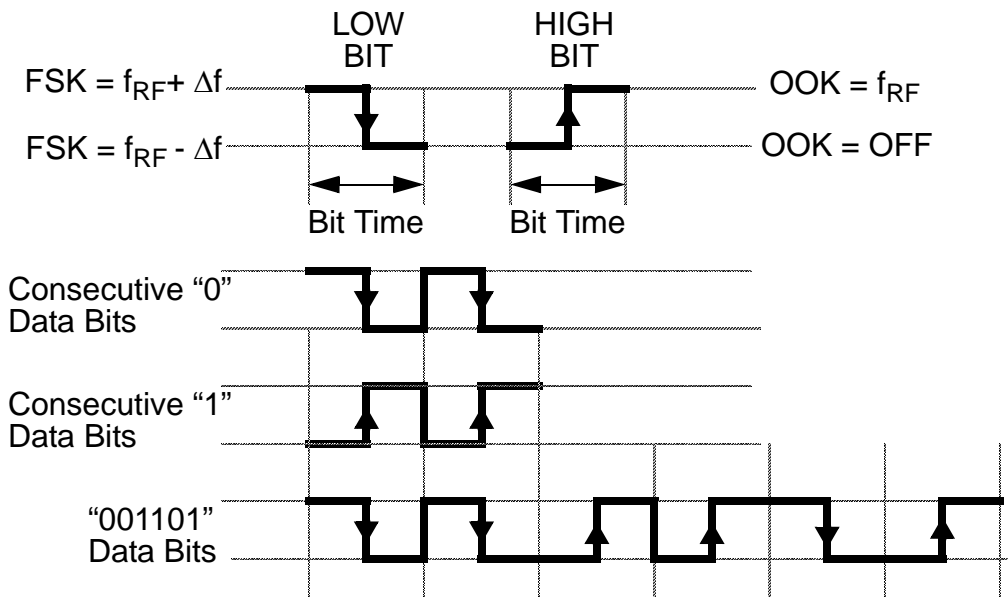 LOW
BIT
HIGH
BIT
FSK = fRF+ Δf
OOK = fRF
FSK = fRF - Δf
OOK = OFF
Bit Time
Bit Time
Consecutive “0”
Data Bits
Consecutive “1”
Data Bits
“001101”
Data Bits